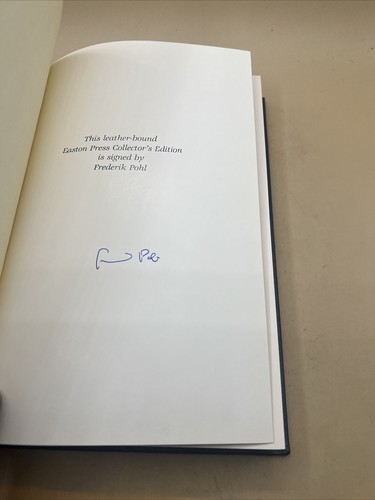 This leather-bound
Easton Press Collector's Edition
is signed by
Frederik Pohl